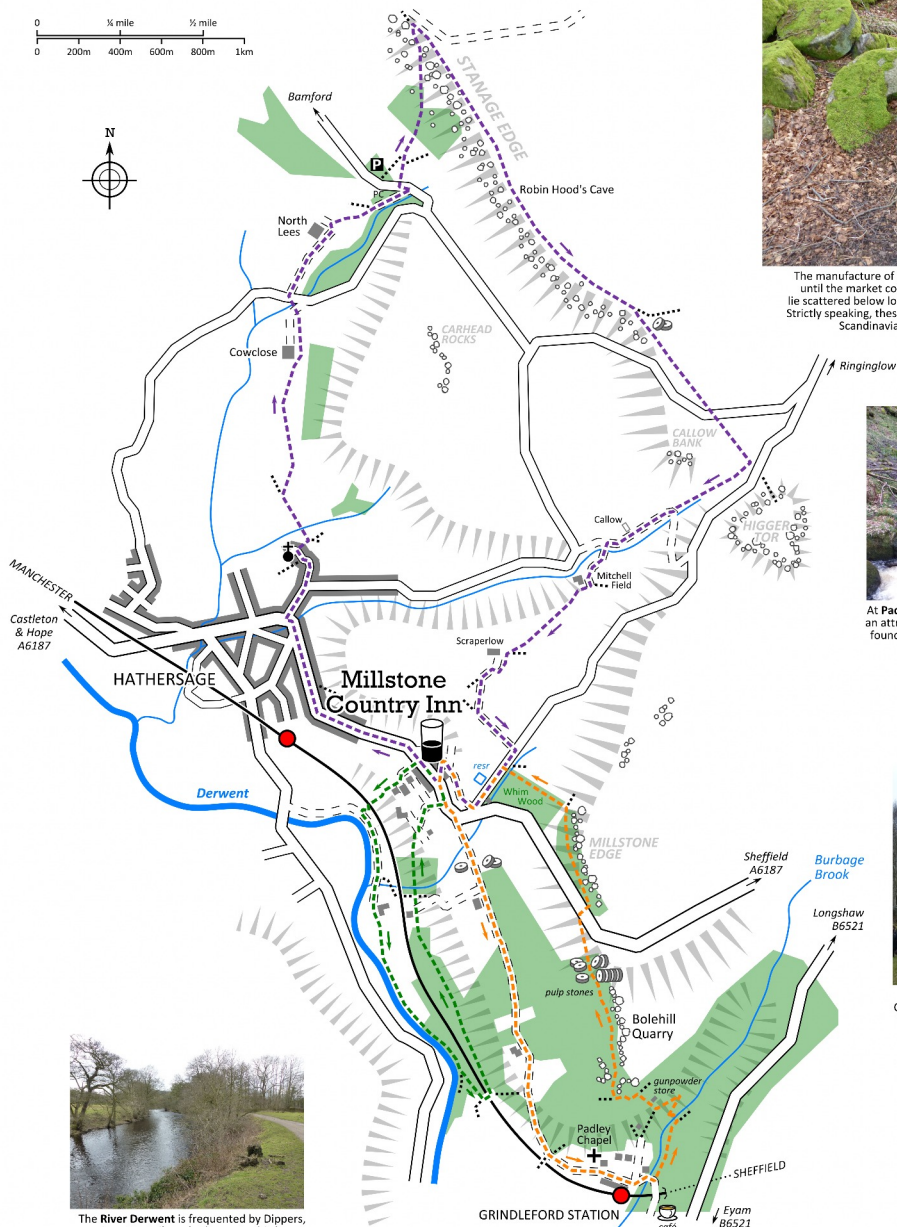 0 ¼ mile ½ mile
0 200m 400m 600m 800m 1km
N
Bamford
STANAGE EDGE
P
PC
Robin Hood's Cave
North
Lees
The manufacture of
until the market co
lie scattered below lo
Strictly speaking, thes
Scandinavia
CARHEAD
ROCKS
Cowclose
Ringinglow
CALLOW
BANK
Callow
HIGGER
TOR
MANCHESTER
Mitchell
Field
Castleton
& Hope
A6187
At Pad
an attr
found
Scraperlow
HATHERSAGE
Millstone
Country Inn
resr
Derwent
Whim
Wood
MILLSTONE
EDGE
Sheffield
A6187
Burbage
Brook
Longshaw
B6521
pulp stones
Bolehill
Quarry
gunpowder
store
Padley
Chapel
SHEFFIELD
GRINDLEFORD STATION
café
Eyam
B6521
The River Derwent is frequented by Dippers,